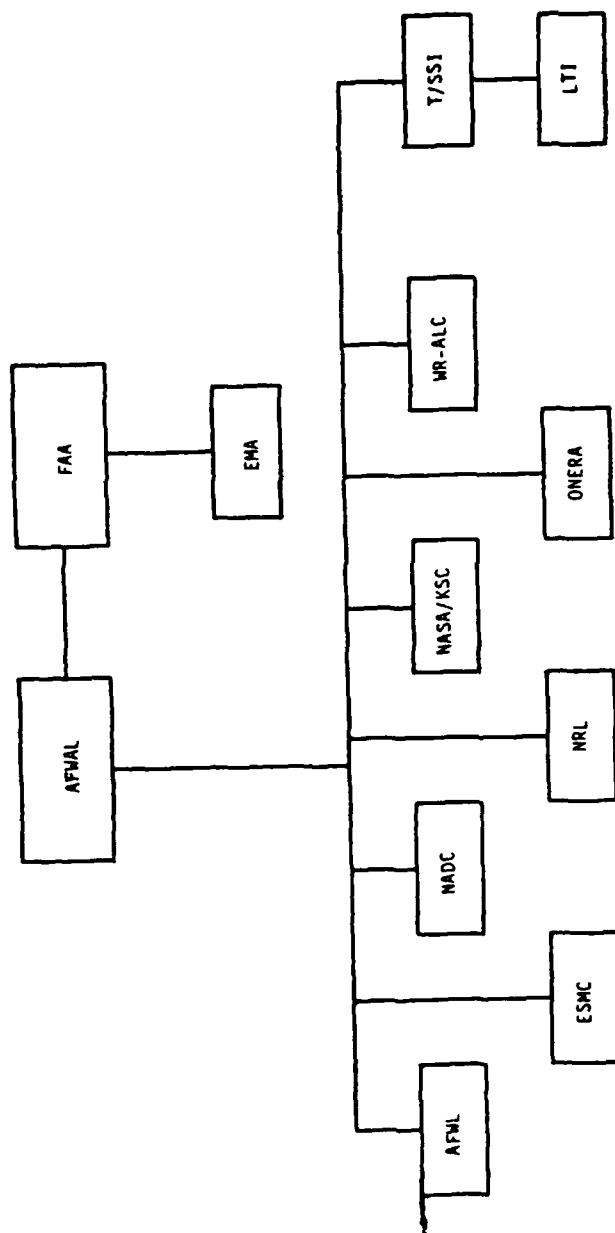 AFWAL
FAA
EMA
AFWL
ESMC
NADC
NRL
NASA/KSC
ONERA
WR-ALC
T/SSI
LTI